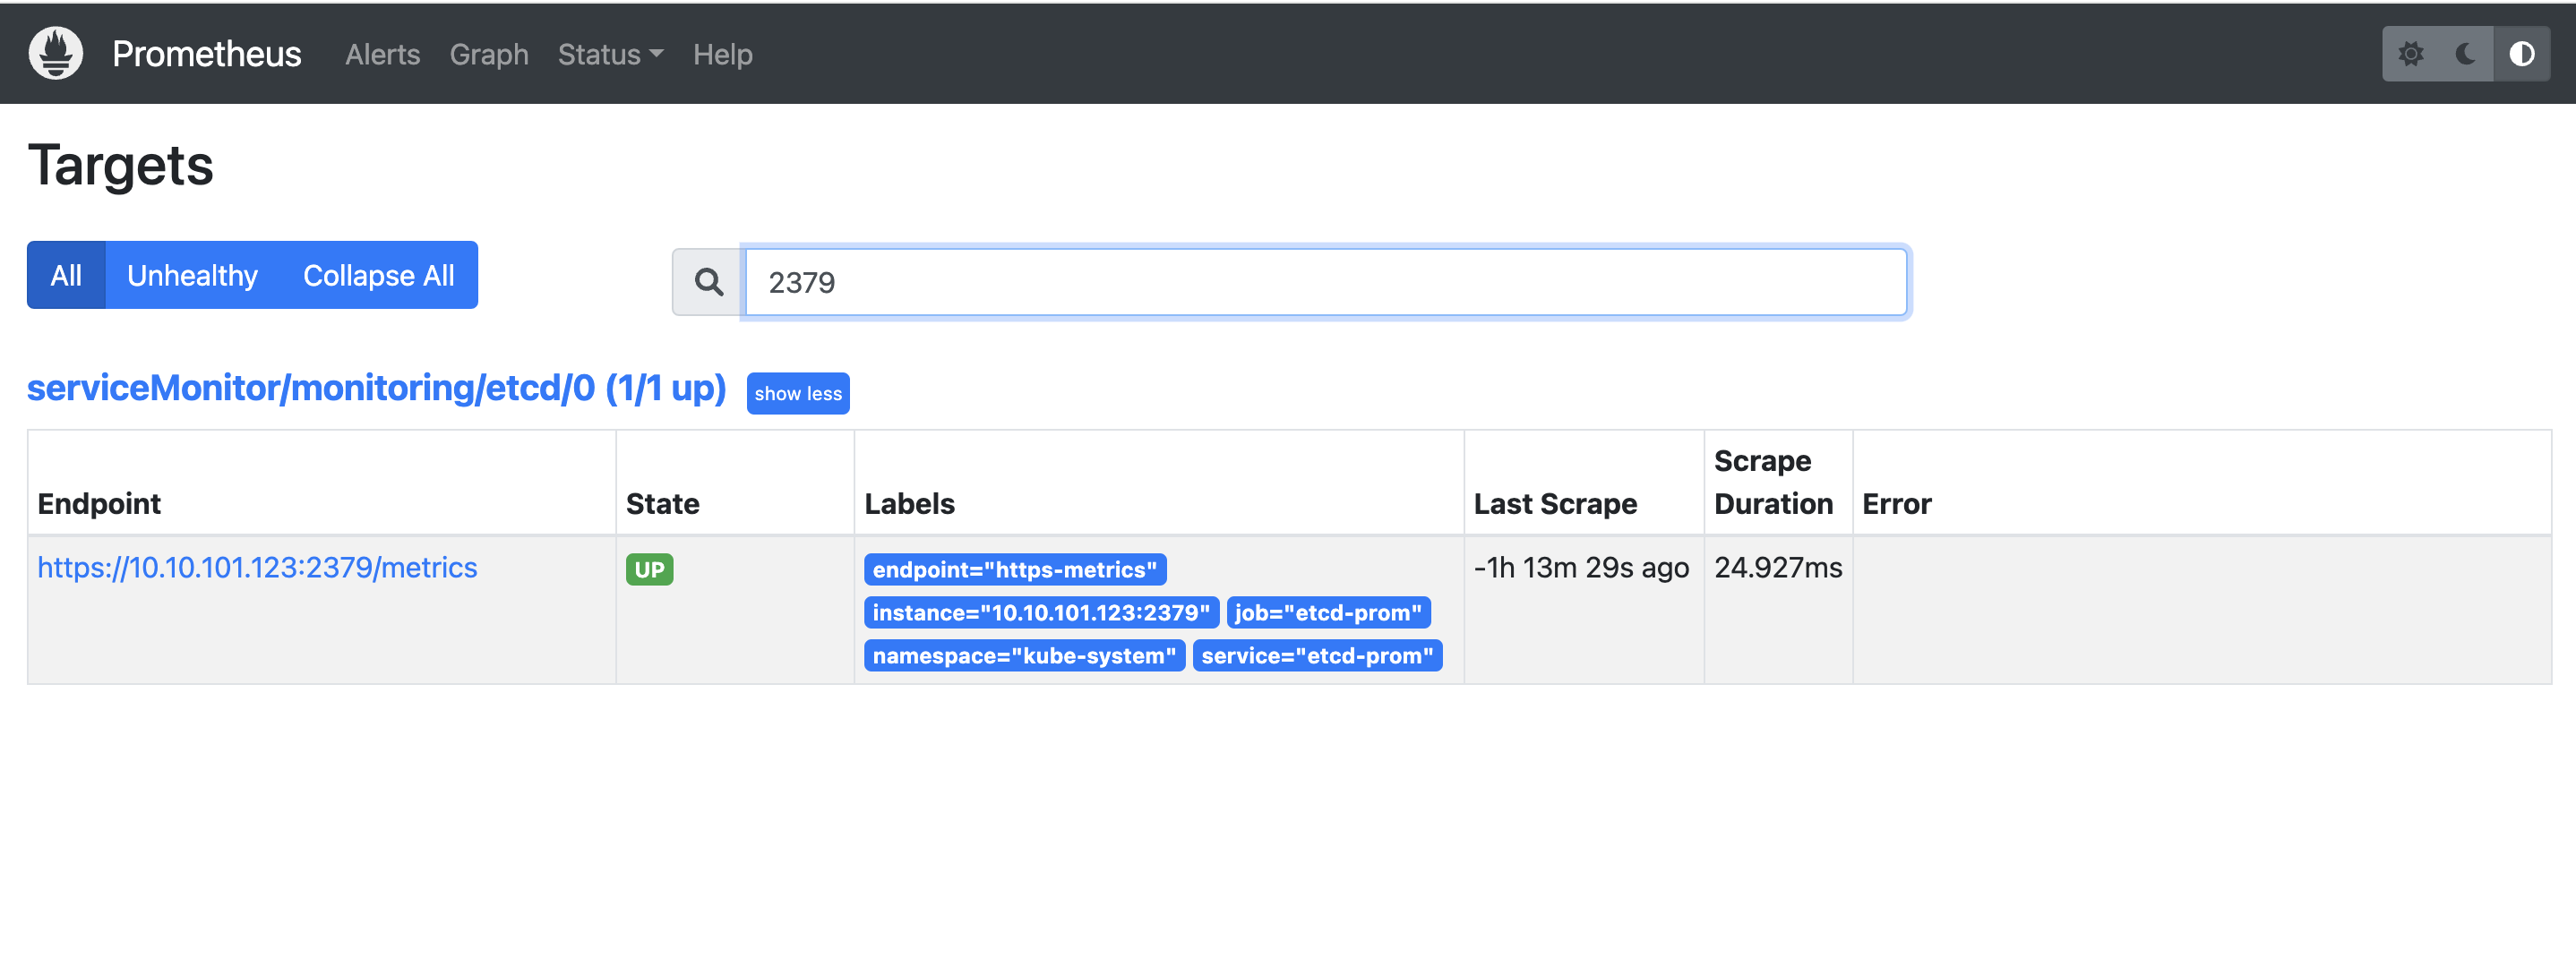 Prometheus Alerts Graph Status Help
Targets
All Unhealthy Collapse All
2379
serviceMonitor/monitoring/etcd/0 (1/1 up) show less
Endpoint State Labels Last Scrape Scrape Duration Error
https://10.10.101.123:2379/metrics UP endpoint="https-metrics" -1h 13m 29s ago 24.927ms
instance="10.10.101.123:2379" job="etcd-prom"
namespace="kube-system" service="etcd-prom"